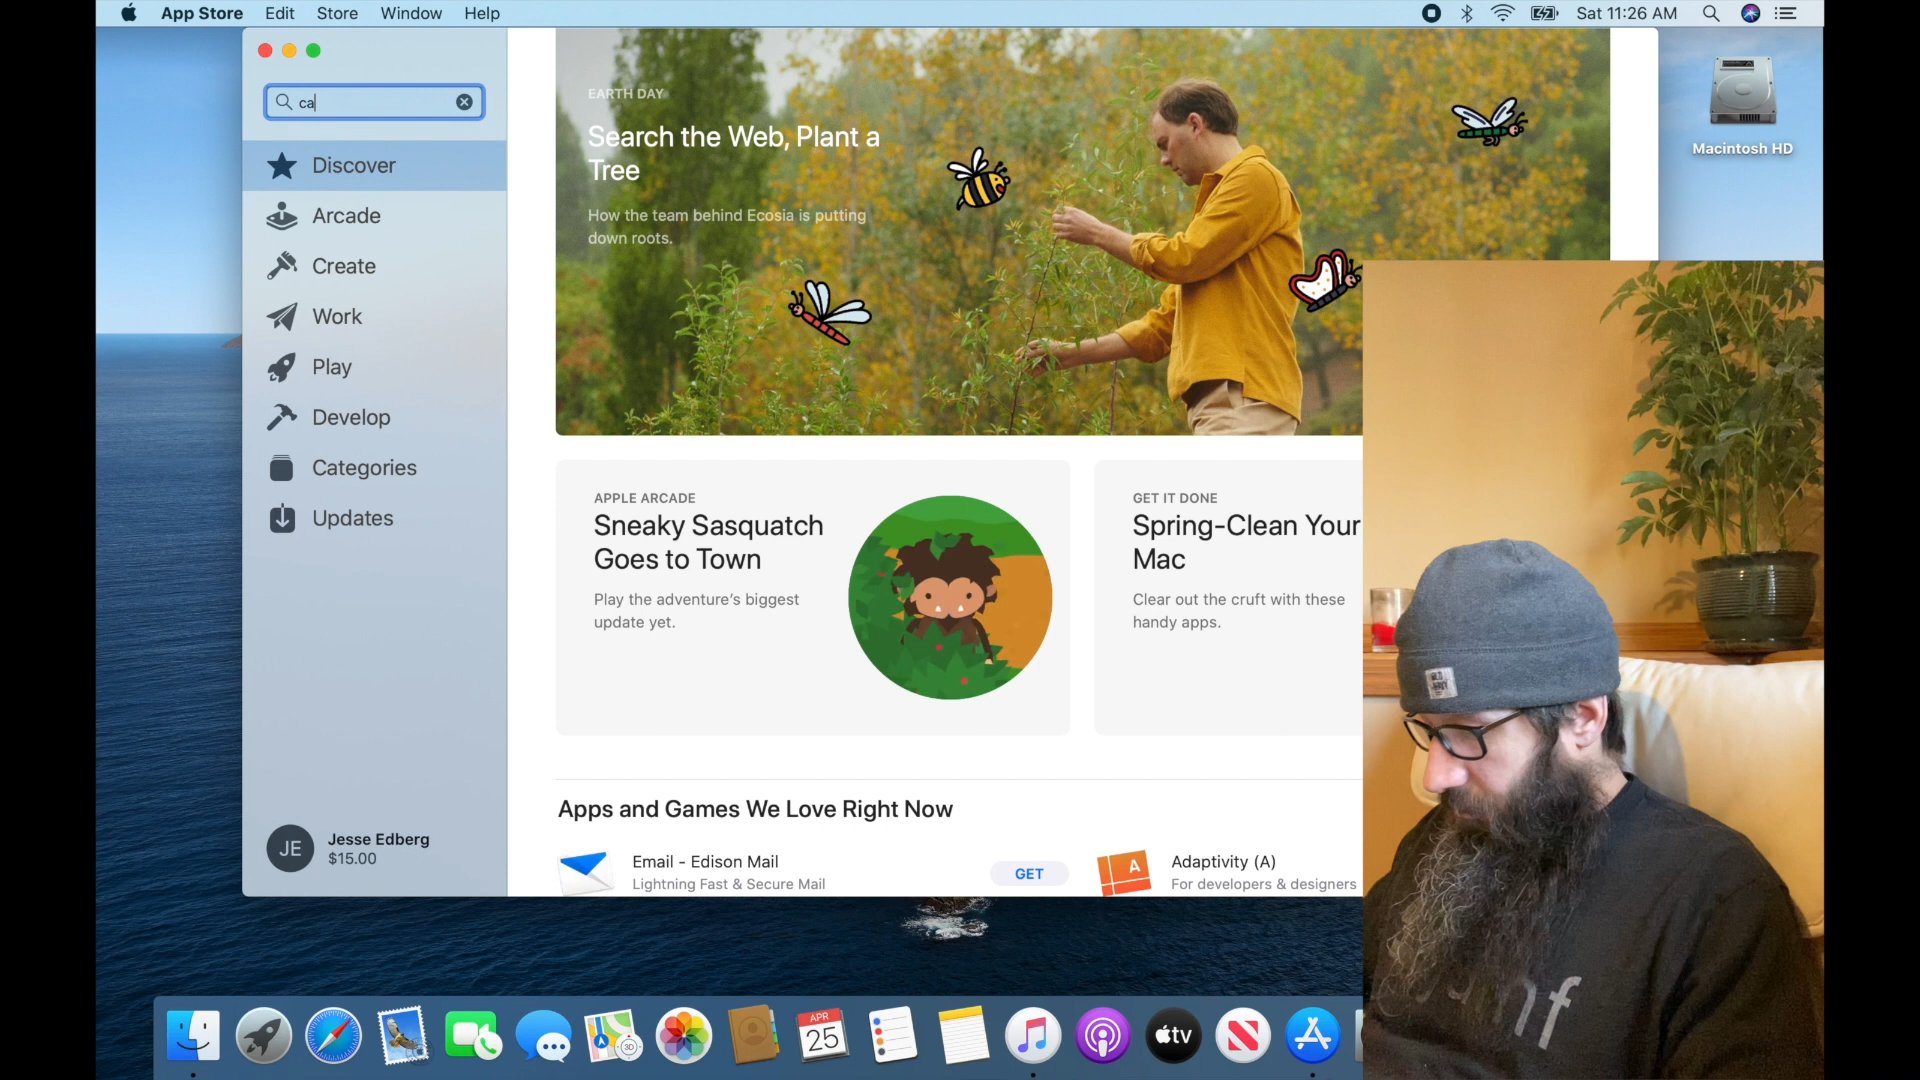 App Store Edit Store Window Help Sat 11:26 AM
ca
Discover
Arcade
Create
Work
Play
Develop
Categories
Updates
JE
Jesse Edberg
$15.00
EARTH DAY
Search the Web, Plant a
Tree
How the team behind Ecosia is putting
down roots.
Macintosh HD
APPLE ARCADE
Sneaky Sasquatch
Goes to Town
Play the adventure's biggest
update yet.
GET IT DONE
Spring-Clean Your
Mac
Clear out the cruft with these
handy apps.
Apps and Games We Love Right Now
Email - Edison Mail
Lightning Fast & Secure Mail
GET
A
Adaptivity (A)
For developers & designers
3D
APR
25
tv